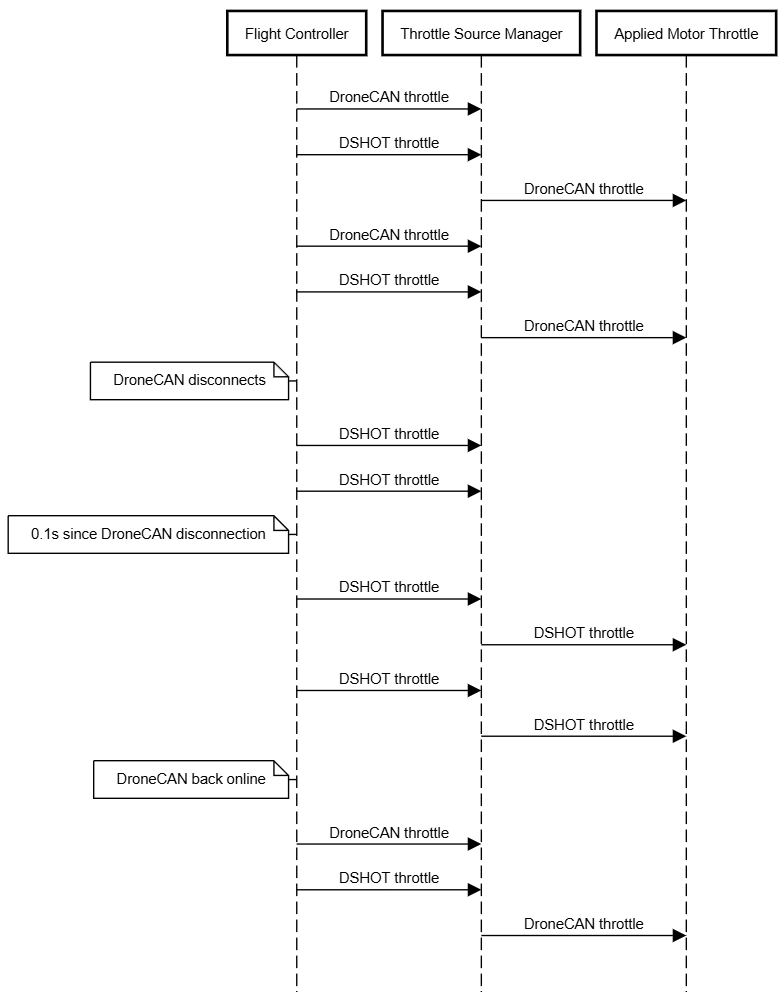 Flight Controller
Throttle Source Manager
Applied Motor Throttle
DroneCAN throttle
DSHOT throttle
DroneCAN throttle
DroneCAN throttle
DSHOT throttle
DroneCAN throttle
DroneCAN disconnects
DSHOT throttle
DSHOT throttle
0.1s since DroneCAN disconnection
DSHOT throttle
DSHOT throttle
DSHOT throttle
DSHOT throttle
DroneCAN back online
DroneCAN throttle
DSHOT throttle
DroneCAN throttle